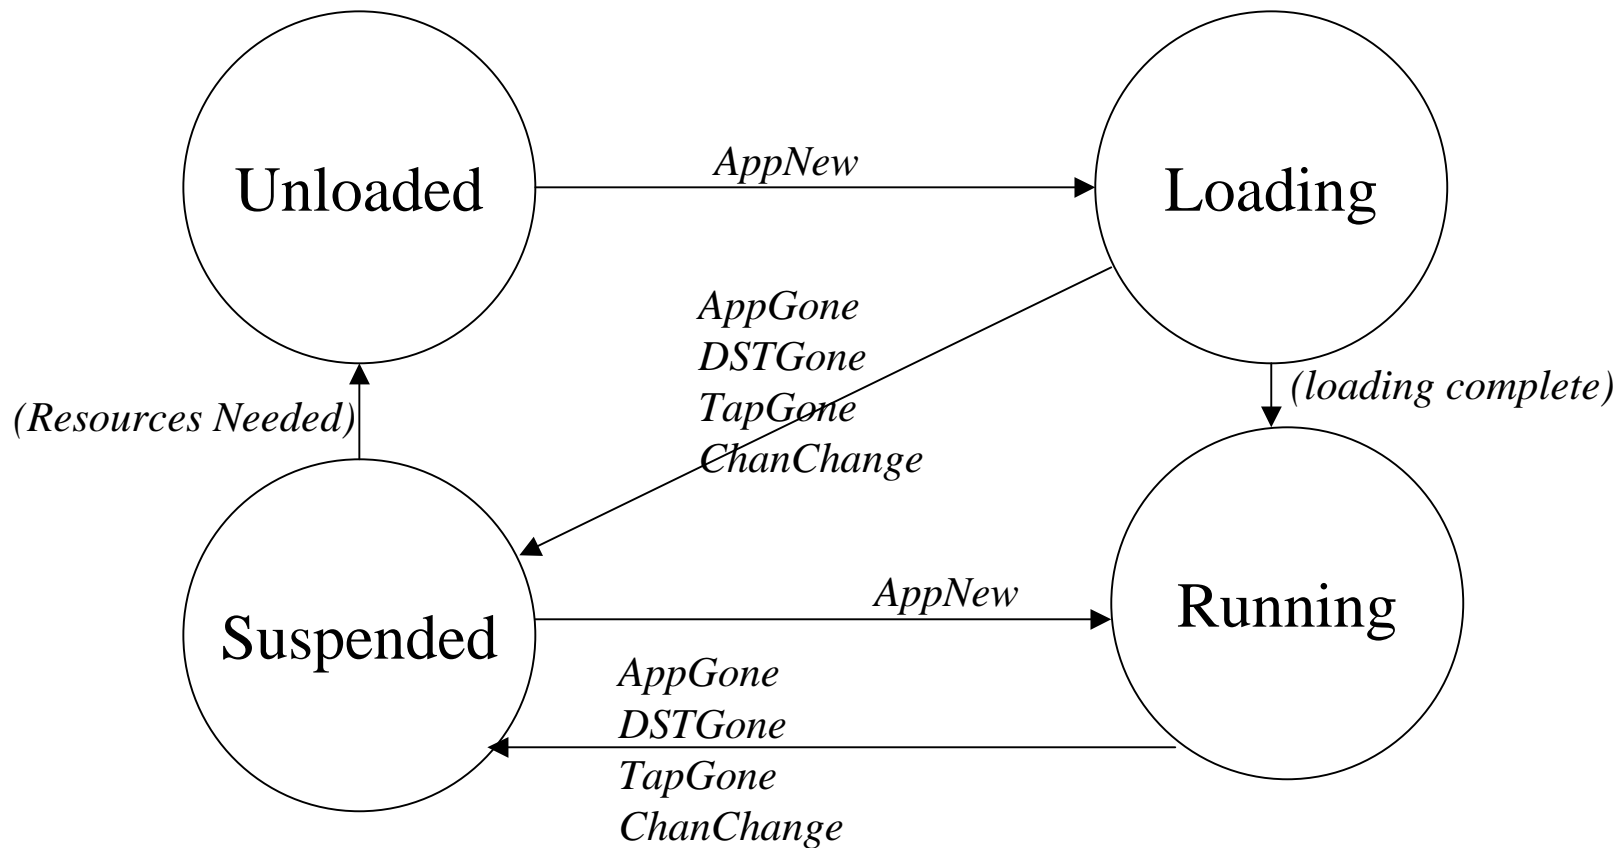 Unloaded
AppNew
Loading
AppGone
DSTGone
TapGone
ChanChange
(Resources Needed)
(loading complete)
Suspended
AppNew
Running
AppGone
DSTGone
TapGone
ChanChange